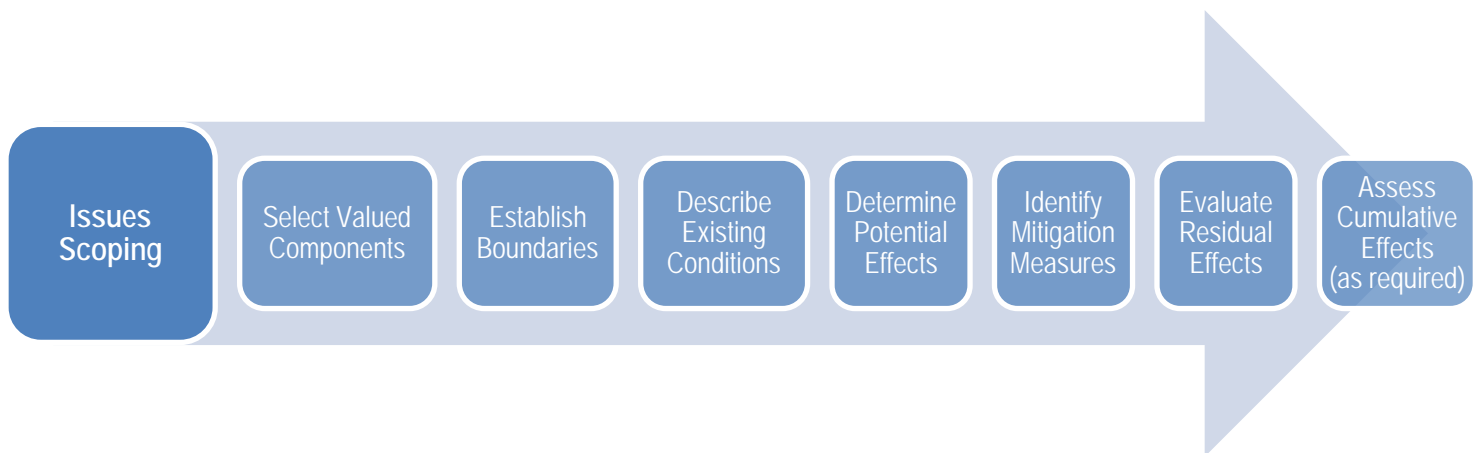 Issues
Scoping
Select Valued
Components
Establish
Boundaries
Describe
Existing
Conditions
Determine
Potential
Effects
Identify
Mitigation
Measures
Evaluate
Residual
Effects
Assess
Cumulative
Effects
(as required)